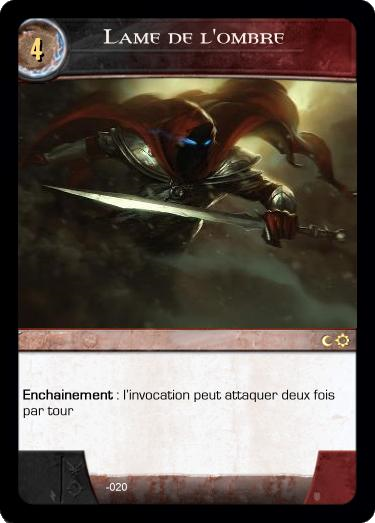 4
Lame de l'ombre
Enchainement : l'invocation peut attaquer deux fois
par tour
-020